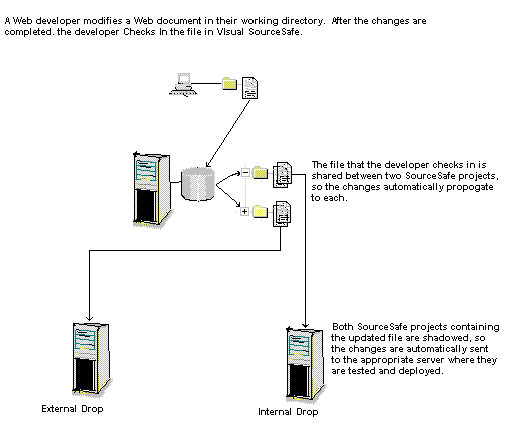 A Web developer modifies a Web document in their working directory.  After the changes are
completed. the developer Checks In the file in Visual SourceSafe.
The file that the developer checks in is
shared between two SourceSafe projects,
so the changes automatically propogate
to each.
Both SourceSafe projects containing
the updated file are shadowed, so
the changes are automatically sent
to the appropriate server where they
are tested and deployed.
External Drop
Internal Drop